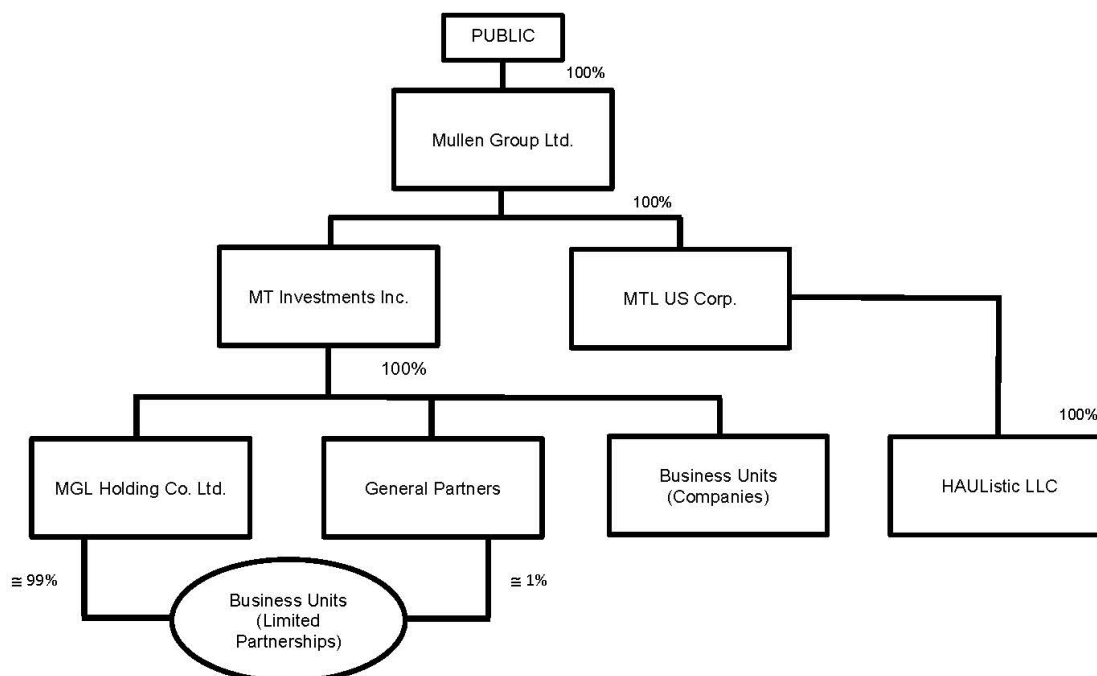 PUBLIC
100%
Mullen Group Ltd.
100%
MT Investments Inc.
MTL US Corp.
100%
100%
MGL Holding Co. Ltd.
General Partners
Business Units
(Companies)
HAUListic LLC
≅ 99%
≅ 1%
Business Units
(Limited
Partnerships)